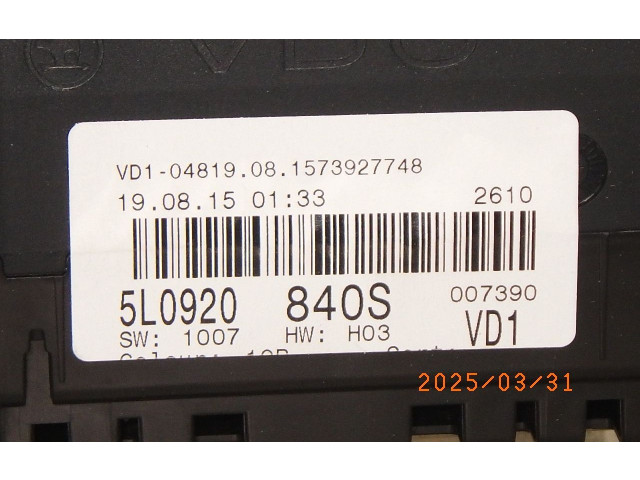 VDO
VD1-04819.08.1573927748
19.08.15 01:33 2610
5L0920 840S 007390
SW: 1007 HW: H03 VD1
2025/03/31